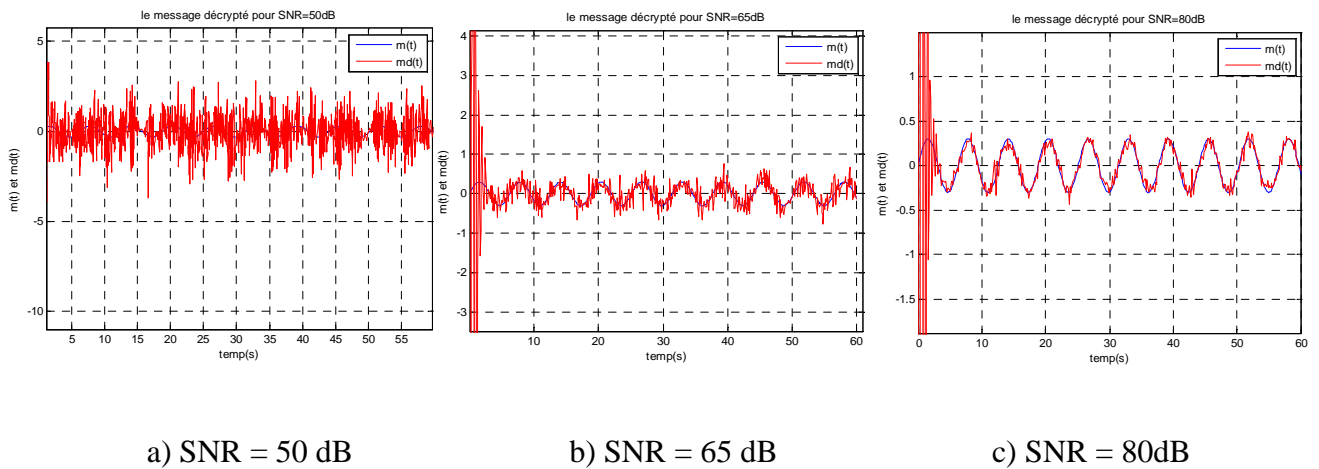 le message décrypté pour SNR=50dB
5
0
-5
-10
m(t) et md(t)
m(t)
md(t)
5 10 15 20 25 30 35 40 45 50 55
temp(s)
a) SNR = 50 dB
le message décrypté pour SNR=65dB
4
3
2
1
0
-1
-2
-3
m(t) et md(t)
m(t)
md(t)
10 20 30 40 50 60
temp(s)
b) SNR = 65 dB
le message décrypté pour SNR=80dB
1
0.5
0
-0.5
-1
-1.5
m(t) et md(t)
m(t)
md(t)
0 10 20 30 40 50 60
temp(s)
c) SNR = 80dB